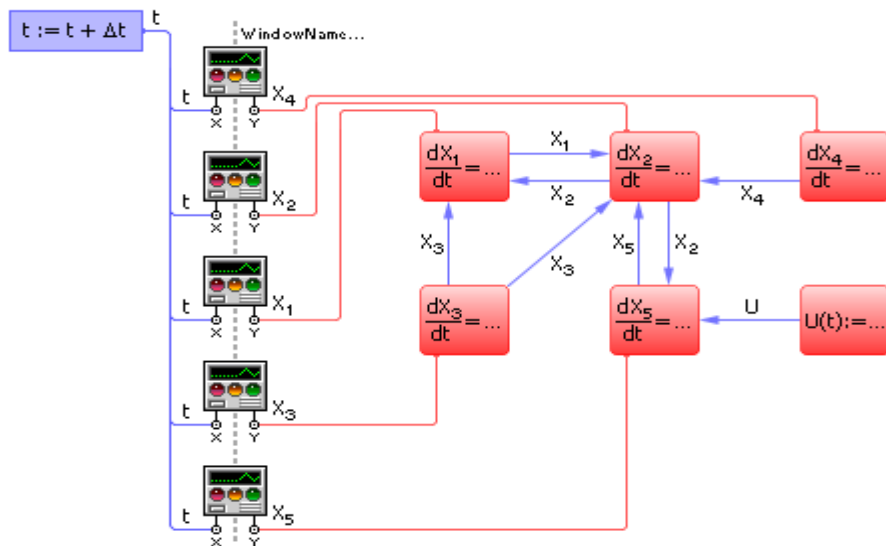 t := t + Δt
t
WindowName...
t
X₄
X Y
t
X₂
X Y
t
X₁
X Y
t
X₃
X Y
t
X₅
X Y
dX₁
dt =...
X₁
X₂
dX₂
dt =...
X₄
dX₄
dt =...
X₃
X₃
X₅
X₂
dX₃
dt =...
dX₅
dt =...
U
U(t):=...